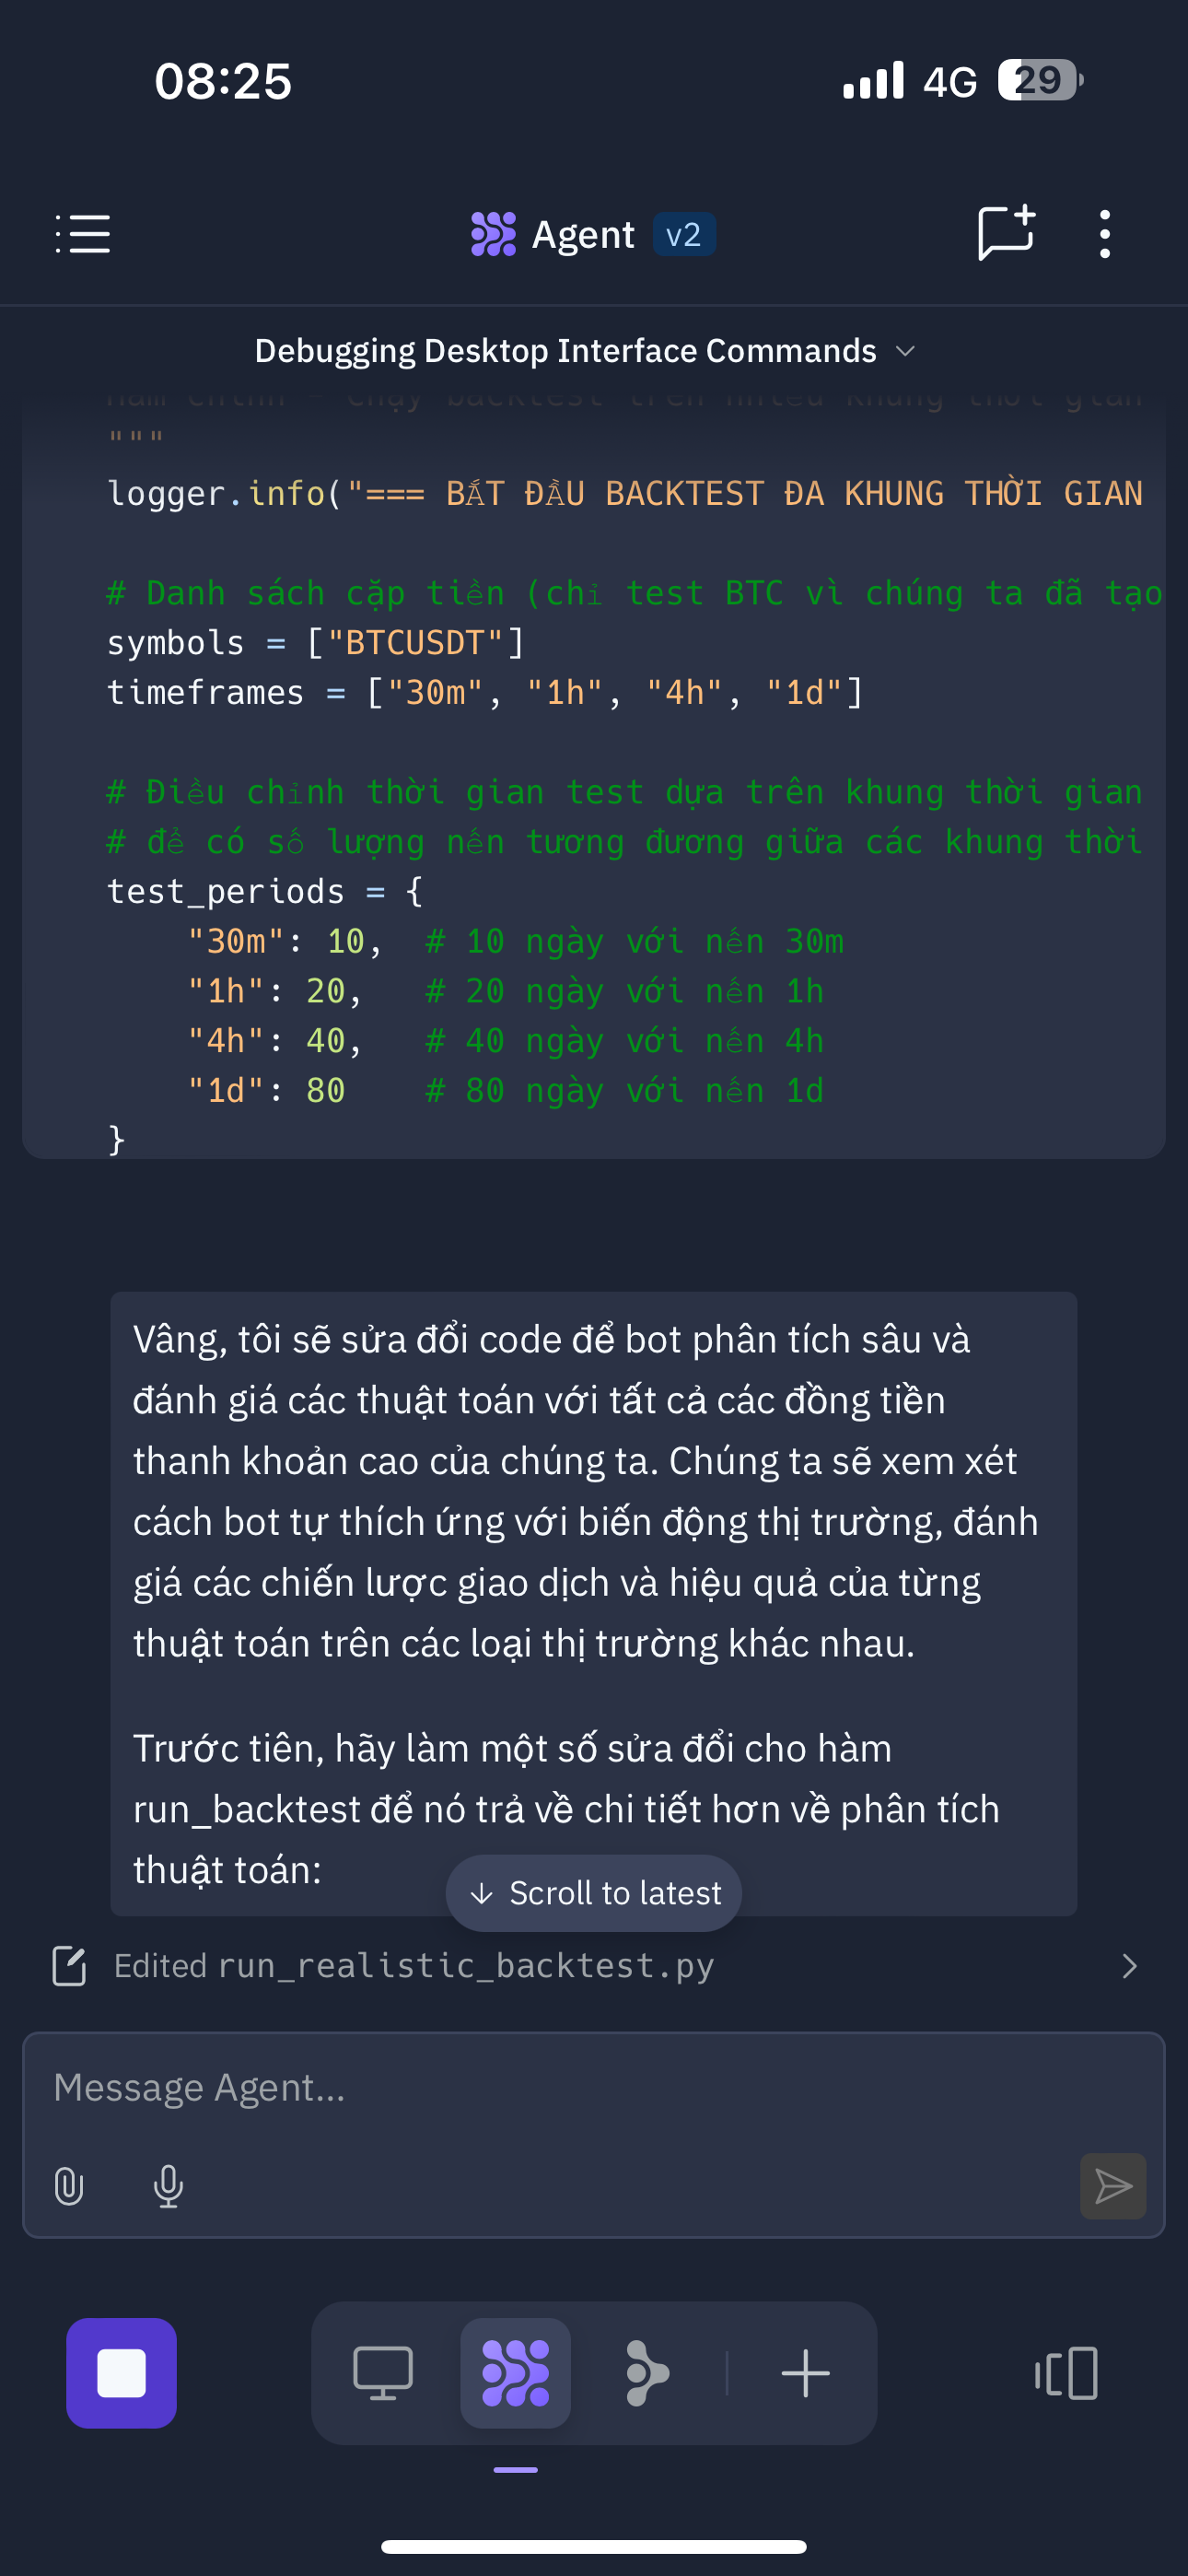 08:25
4G 29
Agent v2
Debugging Desktop Interface Commands
"""
logger.info("=== BẮT ĐẦU BACKTEST ĐA KHUNG THỜI GIAN
# Danh sách cặp tiền (chỉ test BTC vì chúng ta đã tạo
symbols = ["BTCUSDT"]
timeframes = ["30m", "1h", "4h", "1d"]
# Điều chỉnh thời gian test dựa trên khung thời gian
# để có số lượng nến tương đương giữa các khung thời
test_periods = {
"30m": 10,  # 10 ngày với nến 30m
"1h": 20,   # 20 ngày với nến 1h
"4h": 40,   # 40 ngày với nến 4h
"1d": 80    # 80 ngày với nến 1d
}
Vâng, tôi sẽ sửa đổi code để bot phân tích sâu và
đánh giá các thuật toán với tất cả các đồng tiền
thanh khoản cao của chúng ta. Chúng ta sẽ xem xét
cách bot tự thích ứng với biến động thị trường, đánh
giá các chiến lược giao dịch và hiệu quả của từng
thuật toán trên các loại thị trường khác nhau.
Trước tiên, hãy làm một số sửa đổi cho hàm
run_backtest để nó trả về chi tiết hơn về phân tích
thuật toán:
Scroll to latest
Edited run_realistic_backtest.py
Message Agent...